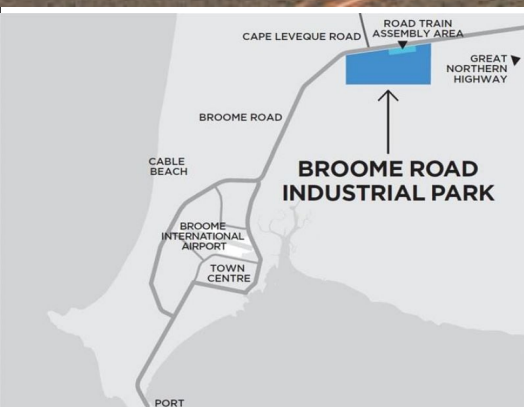 ROAD TRAIN
ASSEMBLY AREA
CAPE LEVEQUE ROAD
GREAT
NORTHERN
HIGHWAY
BROOME ROAD
BROOME ROAD
INDUSTRIAL PARK
CABLE
BEACH
BROOME
INTERNATIONAL
AIRPORT
TOWN
CENTRE
PORT